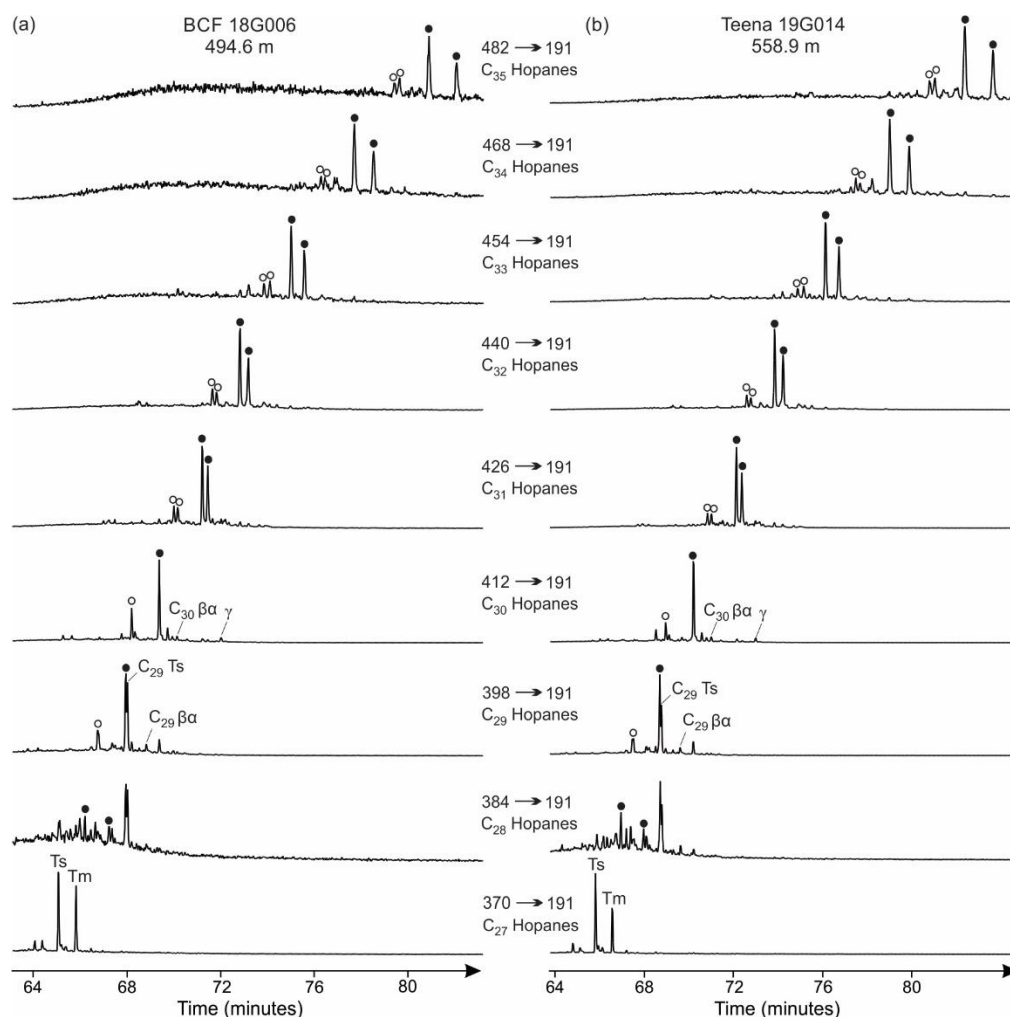 (a)
BCF 18G006
494.6 m
(b)
Teena 19G014
558.9 m
482 → 191
C₃₅ Hopanes
468 → 191
C₃₄ Hopanes
454 → 191
C₃₃ Hopanes
440 → 191
C₃₂ Hopanes
426 → 191
C₃₁ Hopanes
412 → 191
C₃₀ Hopanes
C₃₀ βα γ
C₃₀ βα γ
398 → 191
C₂₉ Hopanes
C₂₉ Ts
C₂₉ βα
C₂₉ Ts
C₂₉ βα
384 → 191
C₂₈ Hopanes
370 → 191
C₂₇ Hopanes
Ts
Tm
Ts
Tm
64 68 72 76 80
Time (minutes)
64 68 72 76 80
Time (minutes)